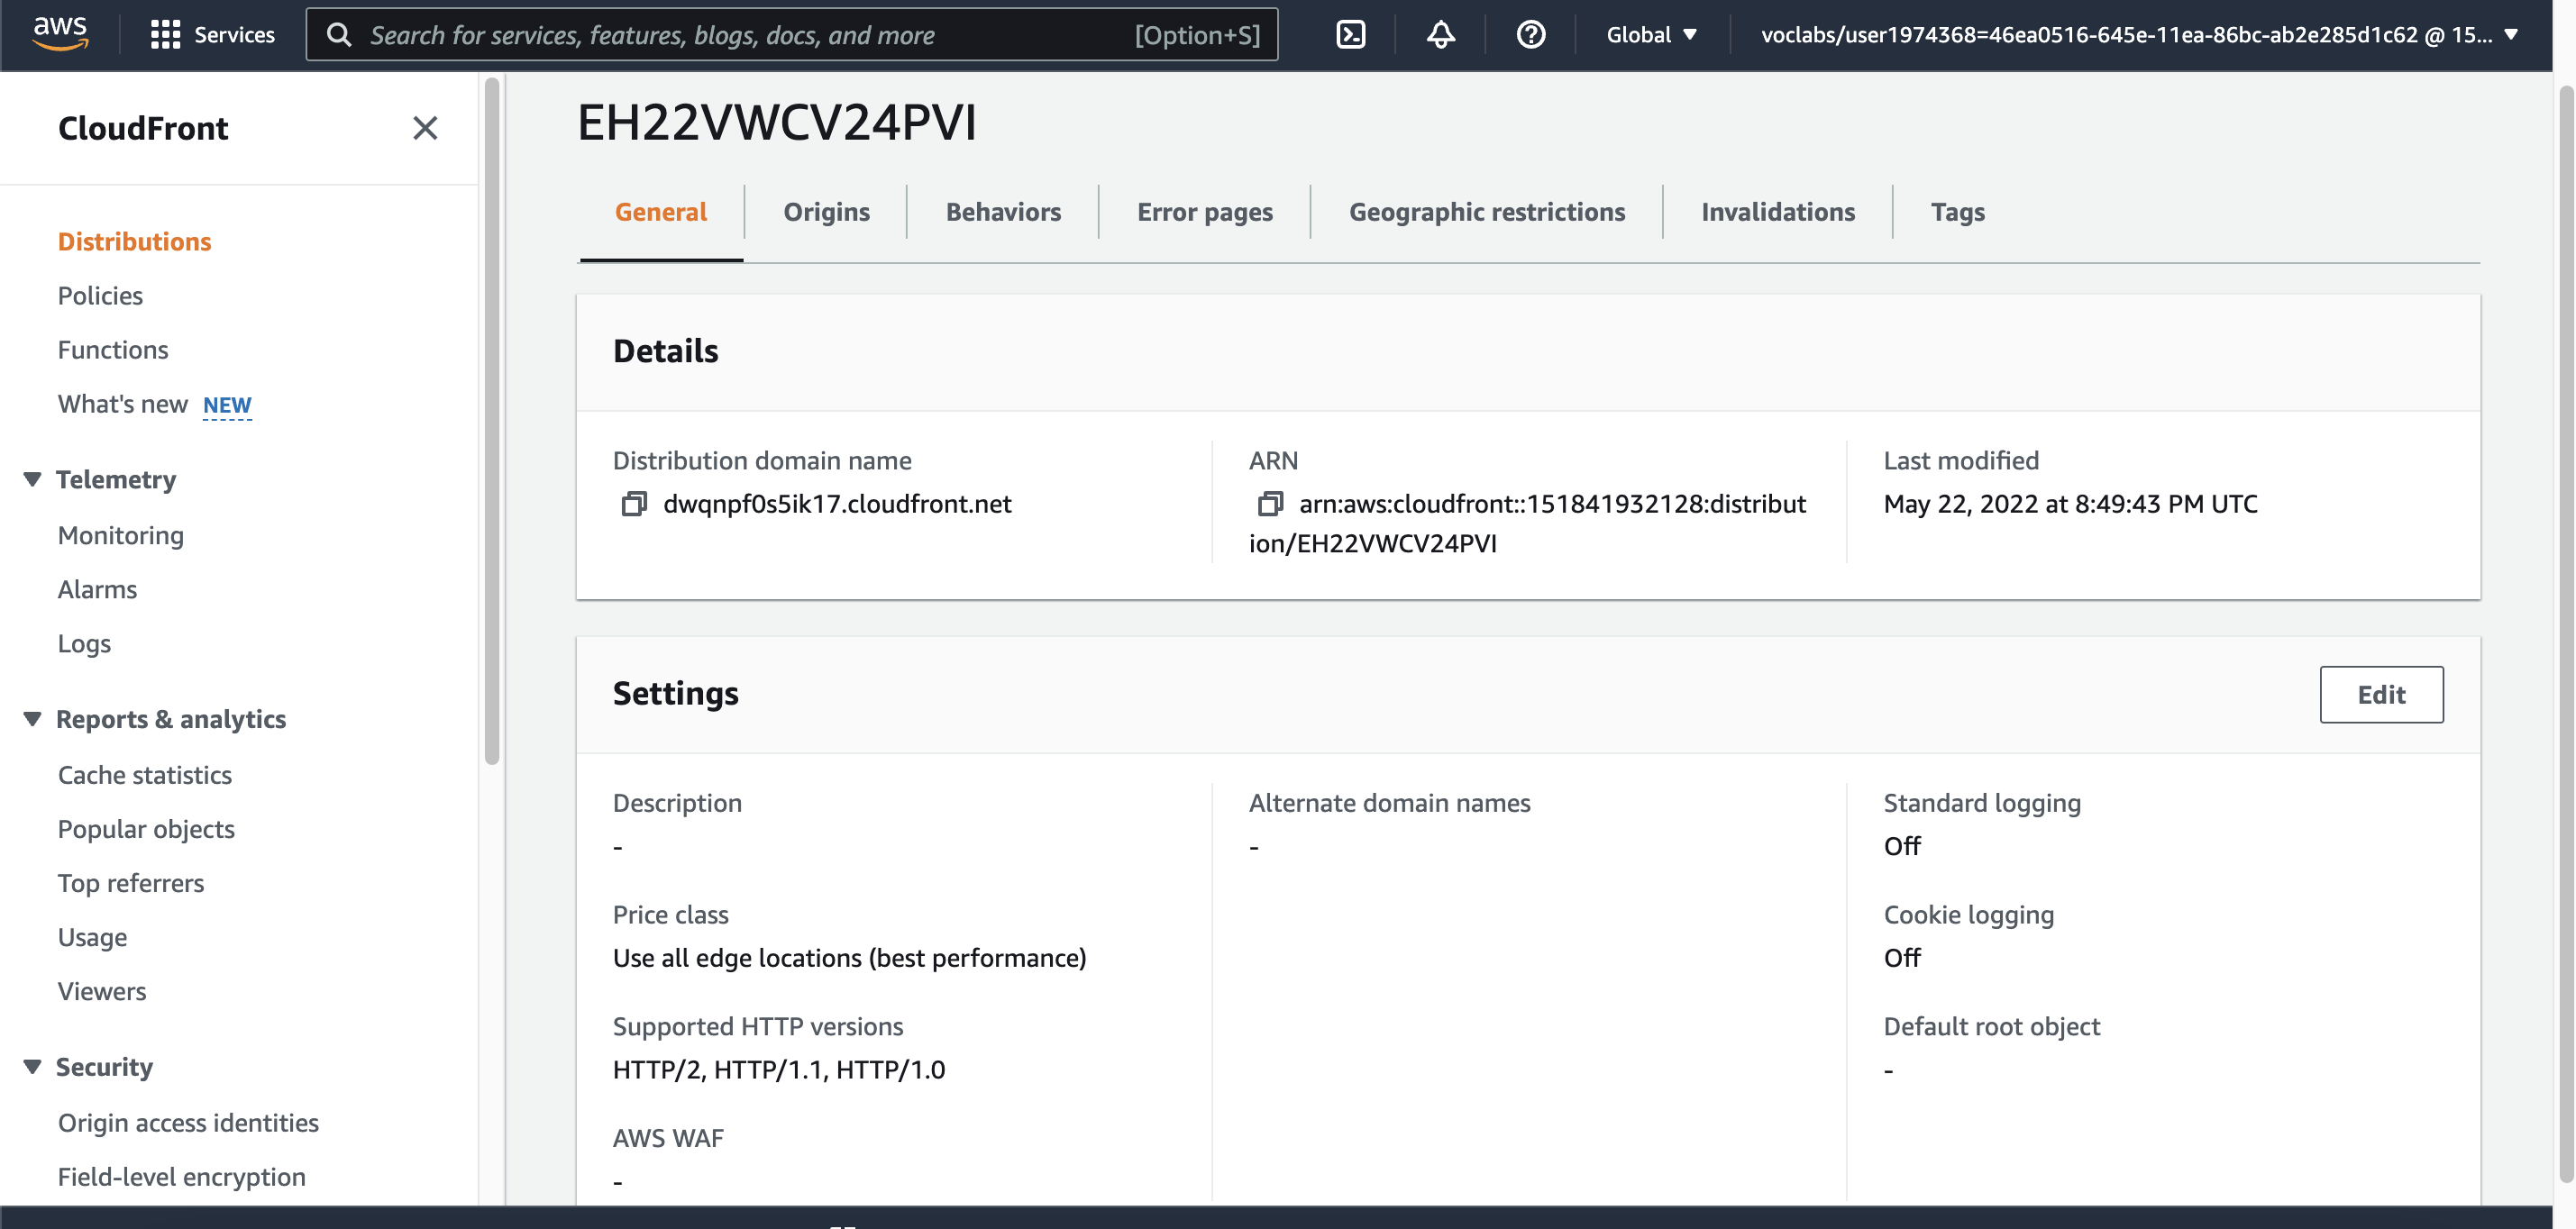 aws
Services
Search for services, features, blogs, docs, and more
[Option+S]
Global
voclabs/user1974368=46ea0516-645e-11ea-86bc-ab2e285d1c62 @ 15...
CloudFront
Distributions
Policies
Functions
What's new NEW
Telemetry
Monitoring
Alarms
Logs
Reports & analytics
Cache statistics
Popular objects
Top referrers
Usage
Viewers
Security
Origin access identities
Field-level encryption
EH22VWCV24PVI
General
Origins
Behaviors
Error pages
Geographic restrictions
Invalidations
Tags
Details
Distribution domain name
dwqnpf0s5ik17.cloudfront.net
ARN
arn:aws:cloudfront::151841932128:distribut
ion/EH22VWCV24PVI
Last modified
May 22, 2022 at 8:49:43 PM UTC
Settings
Edit
Description
-
Price class
Use all edge locations (best performance)
Supported HTTP versions
HTTP/2, HTTP/1.1, HTTP/1.0
AWS WAF
-
Alternate domain names
-
Standard logging
Off
Cookie logging
Off
Default root object
-